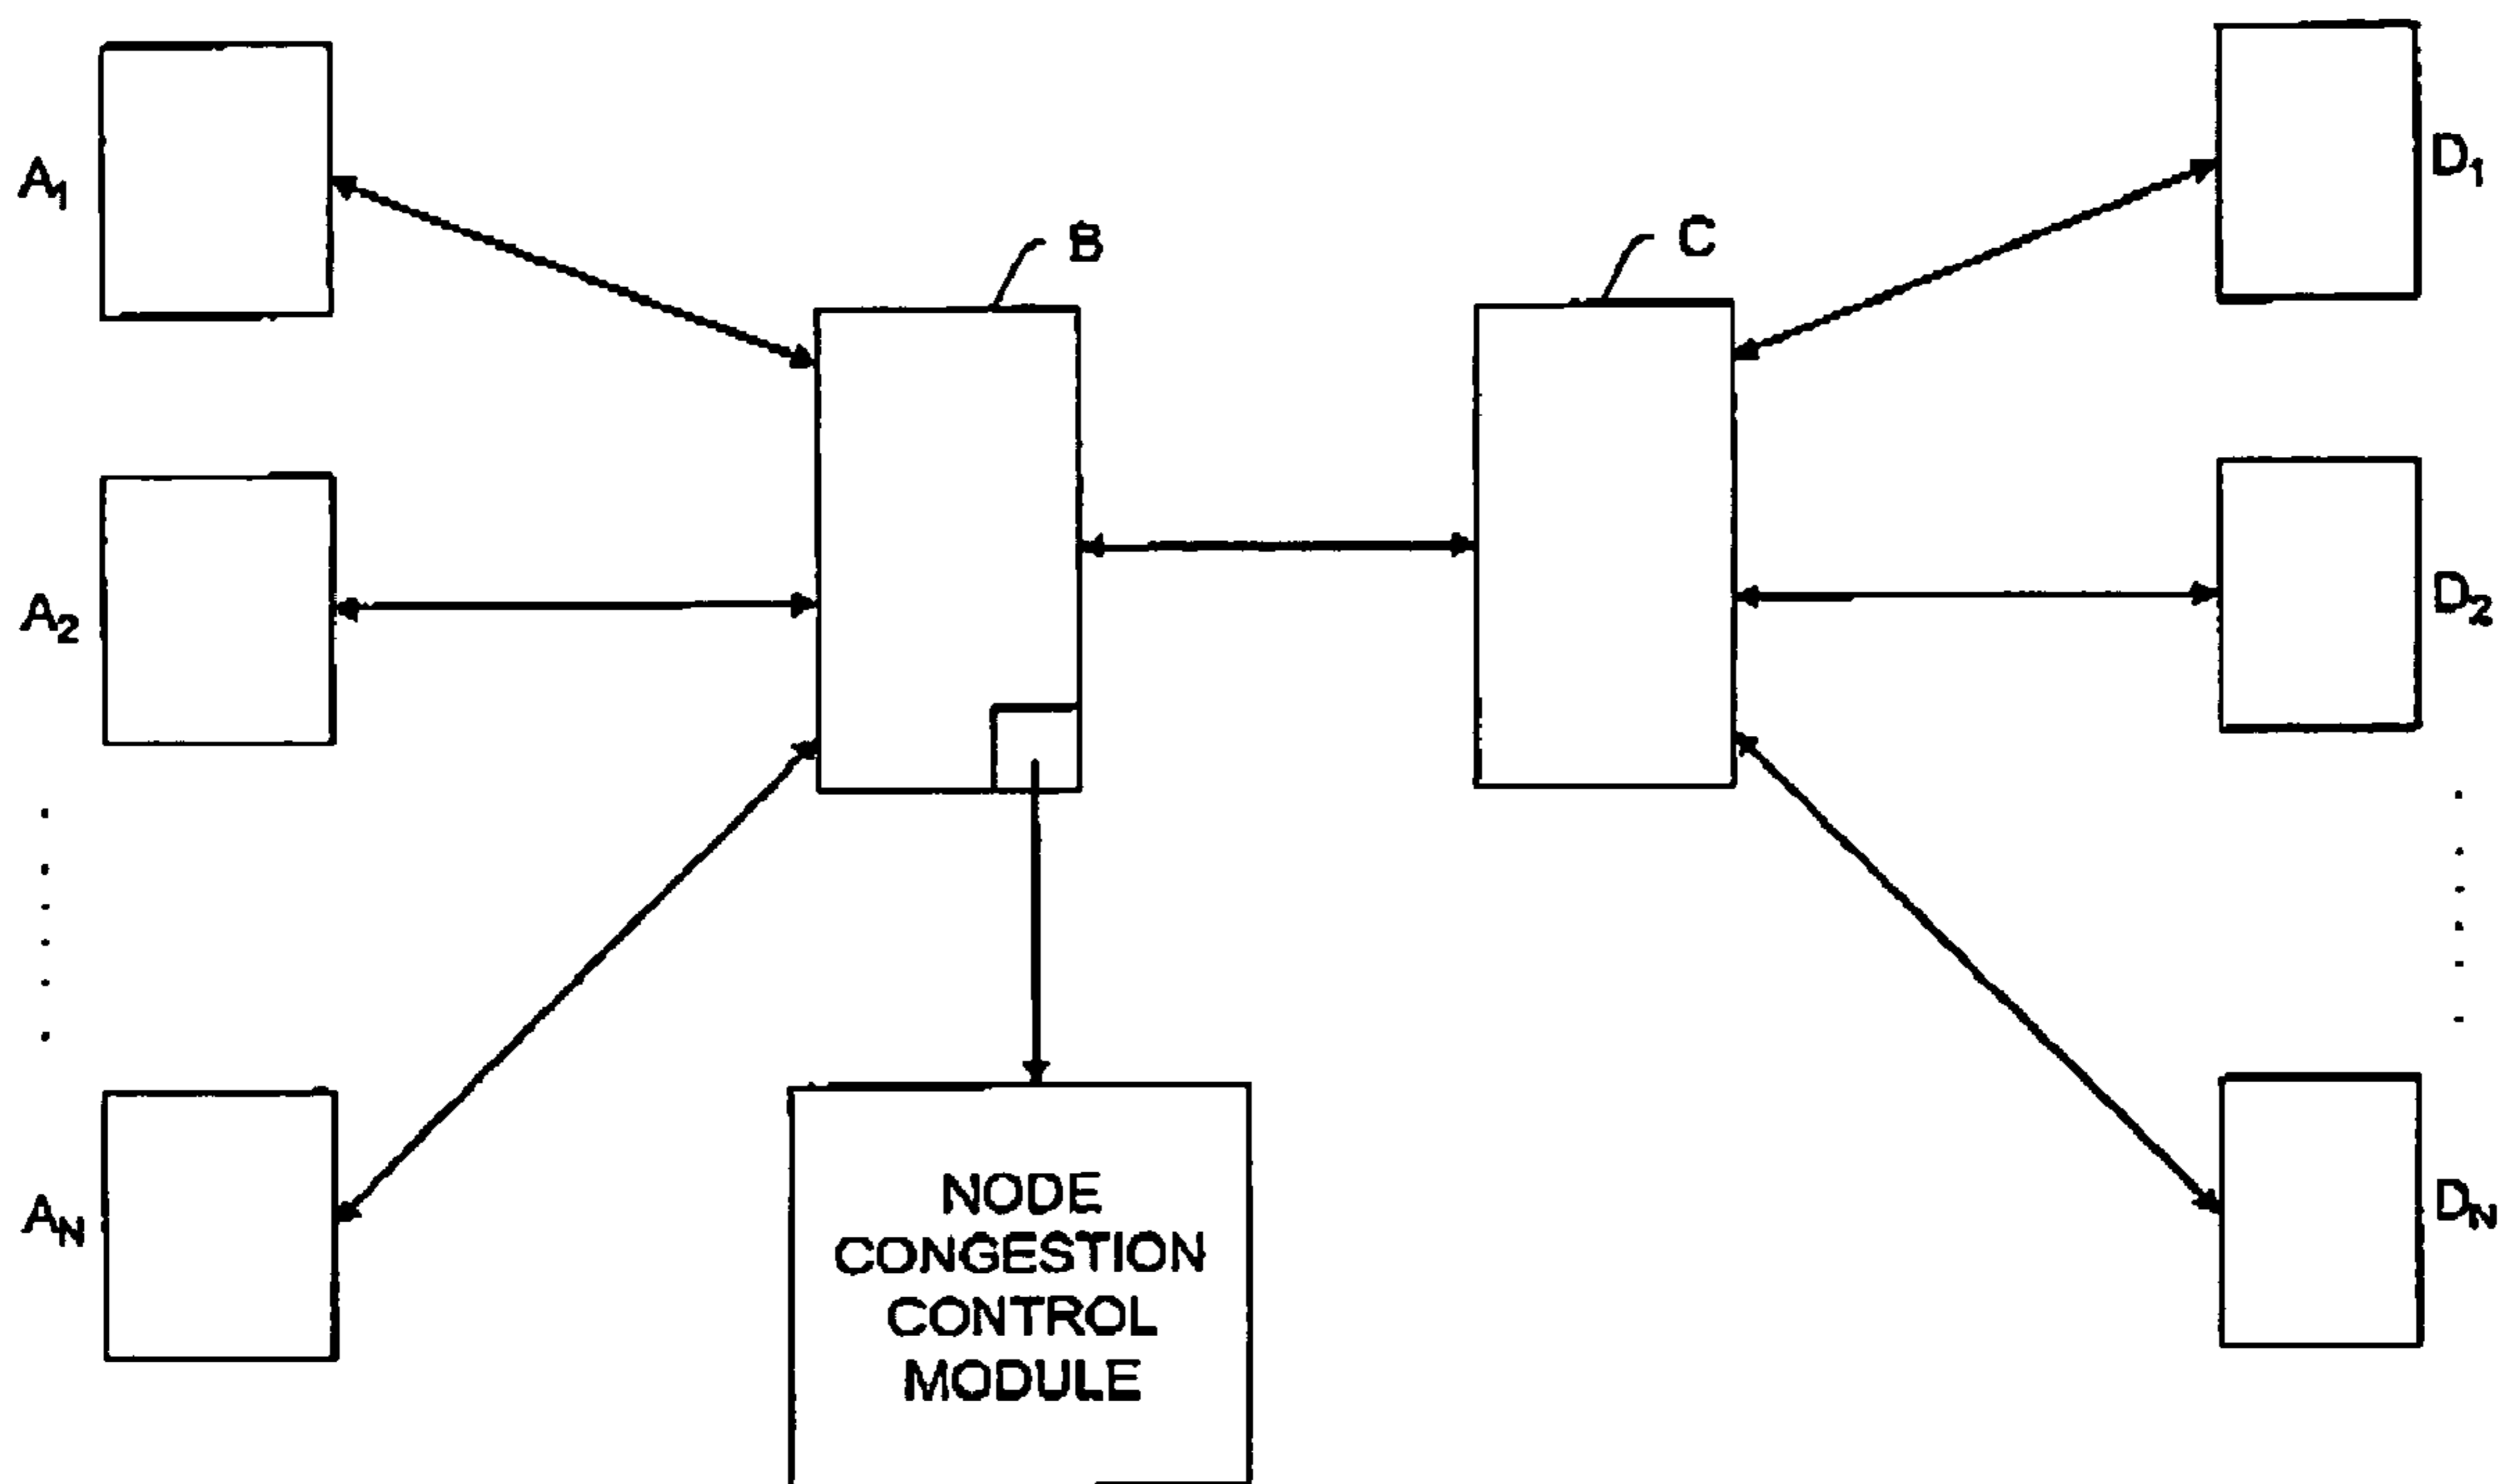 A1
D1
B
C
A2
D2
AN
DN
NODE
CONGESTION
CONTROL
MODULE